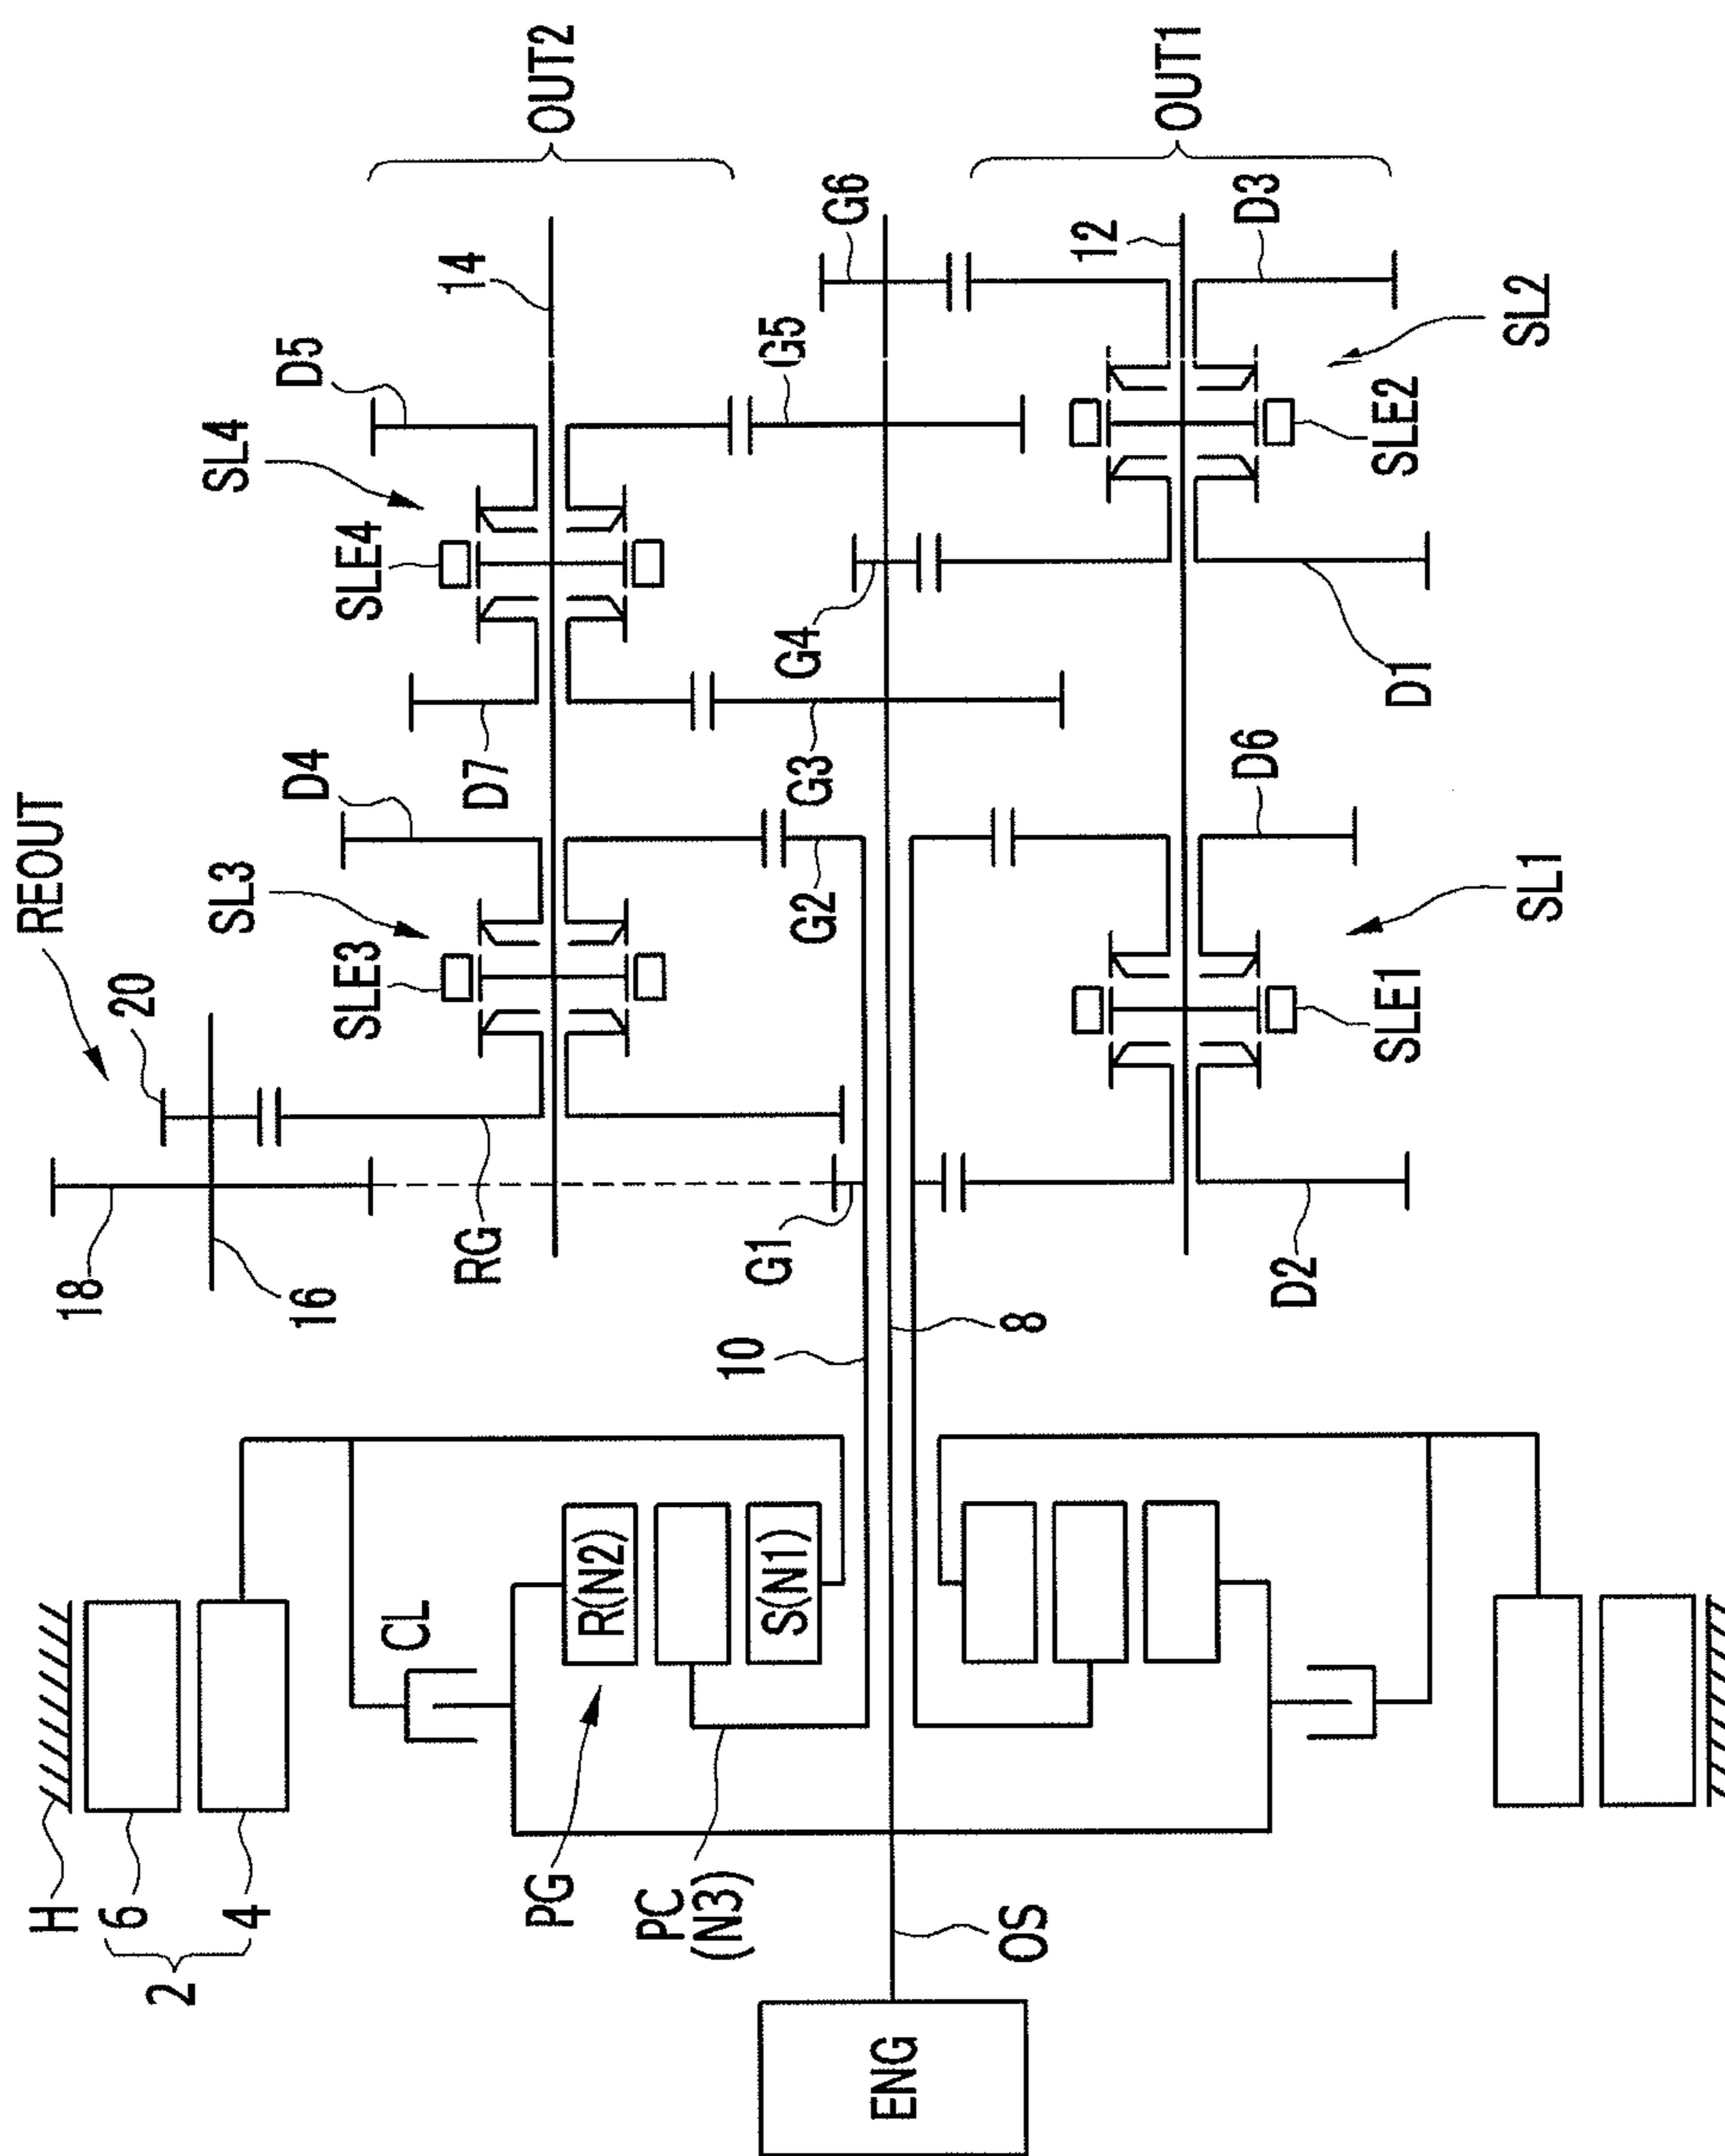 OUT2
OUT1
14
G6
12
D3
D5
G5
SL2
SL4
SLE2
SLE4
G4
D1
D7
G3
D6
D4
REOUT
SL3
G2
SL1
20
SLE3
SLE1
18
16
RG
G1
D2
10
8
R(N2)
S(N1)
CL
PG
PC
(N3)
H
6
4
2
OS
ENG